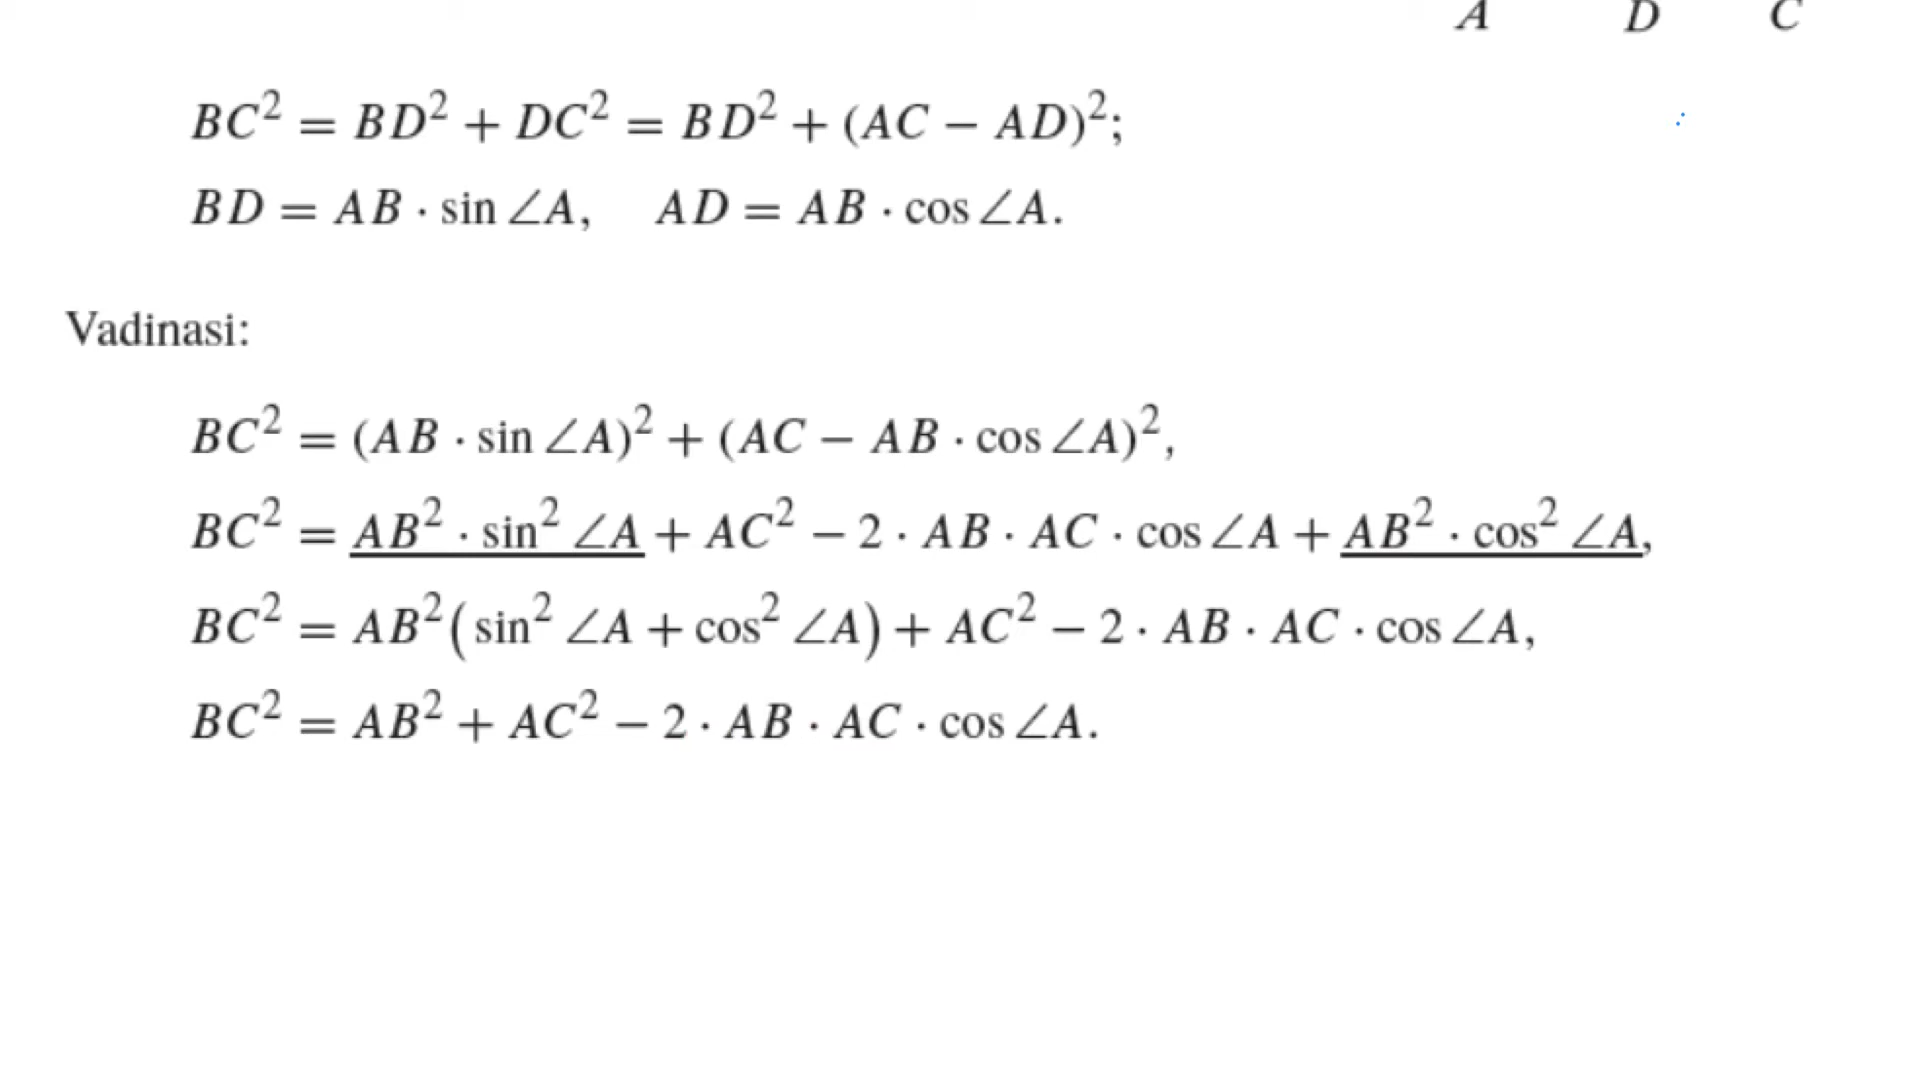 A D C
BC² = BD² + DC² = BD² + (AC − AD)²;
BD = AB · sin ∠A, AD = AB · cos ∠A.
Vadinasi:
BC² = (AB · sin ∠A)² + (AC − AB · cos ∠A)²,
BC² = AB² · sin² ∠A + AC² − 2 · AB · AC · cos ∠A + AB² · cos² ∠A,
BC² = AB²(sin² ∠A + cos² ∠A) + AC² − 2 · AB · AC · cos ∠A,
BC² = AB² + AC² − 2 · AB · AC · cos ∠A.